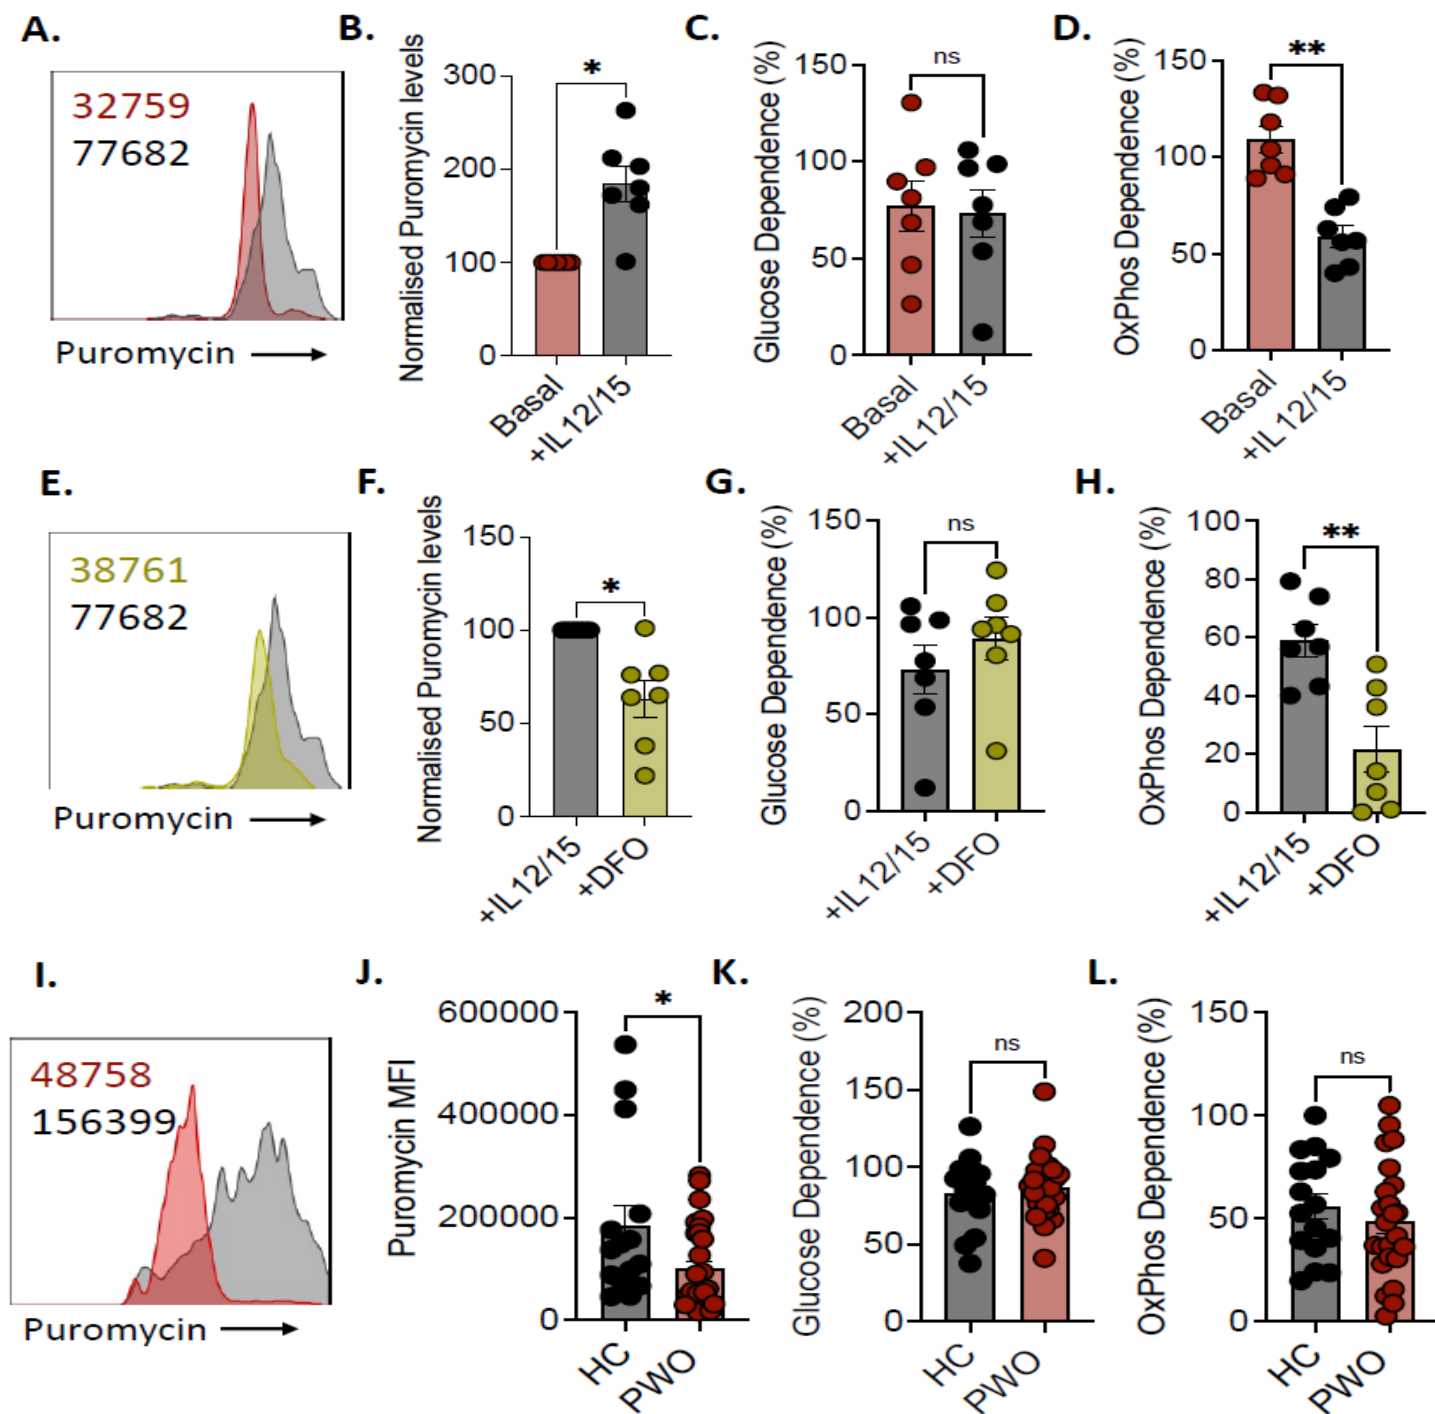 A.
32759
77682
Puromycin
B.
Normalised Puromycin levels
300
200
100
0
*
Basal
+IL12/15
C.
Glucose Dependence (%)
150
100
50
0
ns
Basal
+IL12/15
D.
OxPhos Dependence (%)
150
100
50
0
**
Basal
+IL12/15
E.
38761
77682
Puromycin
F.
Normalised Puromycin levels
150
100
50
0
*
+IL12/15
+DFO
G.
Glucose Dependence (%)
150
100
50
0
ns
+IL12/15
+DFO
H.
OxPhos Dependence (%)
100
80
60
40
20
0
**
+IL12/15
+DFO
I.
48758
156399
Puromycin
J.
Puromycin MFI
600000
400000
200000
0
*
HC
PWO
K.
Glucose Dependence (%)
200
150
100
50
0
ns
HC
PWO
L.
OxPhos Dependence (%)
150
100
50
0
ns
HC
PWO